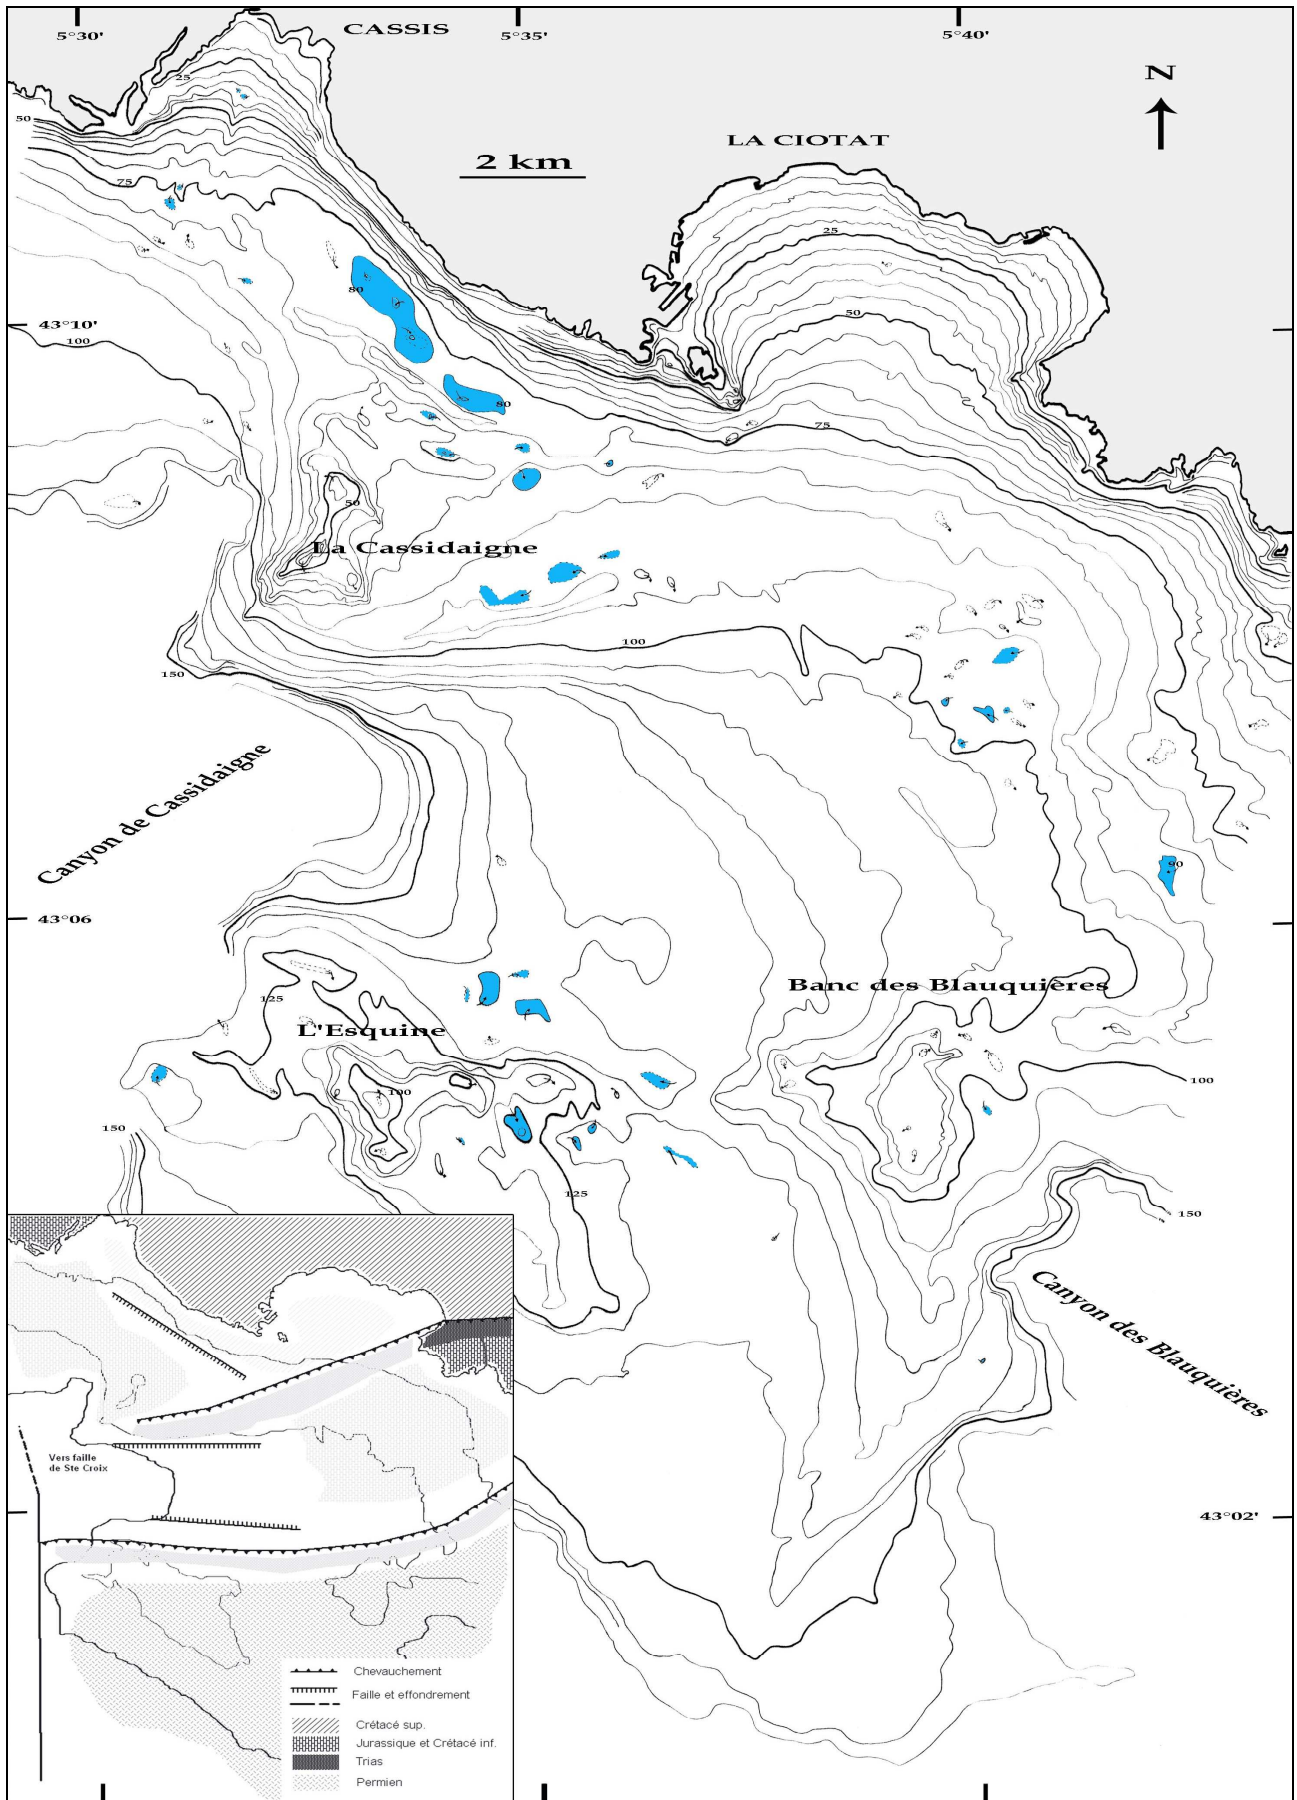 CASSIS
5°30'
5°35'
5°40'
N
25
50
LA CIOTAT
2 km
75
25
80
50
43°10'
100
80
75
50
La Cassidaigne
100
150
Canyon de Cassidaigne
90
43°06
Banc des Blauquières
125
L'Esquine
100
100
150
125
150
Canyon des Blauquières
Vers faille
de Ste Croix
43°02'
Chevauchement
Faille et effondrement
Crétacé sup.
Jurassique et Crétacé inf.
Trias
Permien